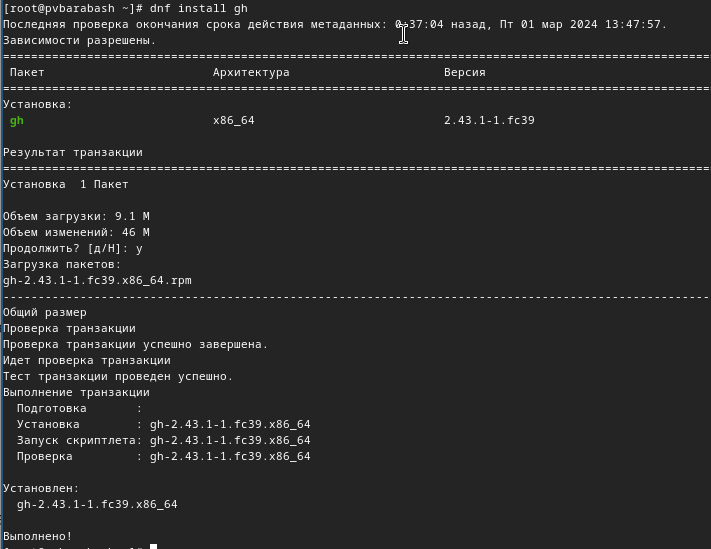 [root@pvbarabash ~]# dnf install gh
Последняя проверка окончания срока действия метаданных: 0:37:04 назад, Пт 01 мар 2024 13:47:57.
Зависимости разрешены.
Пакет Архитектура Версия
Установка:
gh x86_64 2.43.1-1.fc39
Результат транзакции
Установка 1 Пакет
Объем загрузки: 9.1 M
Объем изменений: 46 M
Продолжить? [д/Н]: y
Загрузка пакетов:
gh-2.43.1-1.fc39.x86_64.rpm
Общий размер
Проверка транзакции
Проверка транзакции успешно завершена.
Идет проверка транзакции
Тест транзакции проведен успешно.
Выполнение транзакции
Подготовка :
Установка : gh-2.43.1-1.fc39.x86_64
Запуск скриптлета: gh-2.43.1-1.fc39.x86_64
Проверка : gh-2.43.1-1.fc39.x86_64
Установлен:
gh-2.43.1-1.fc39.x86_64
Выполнено!